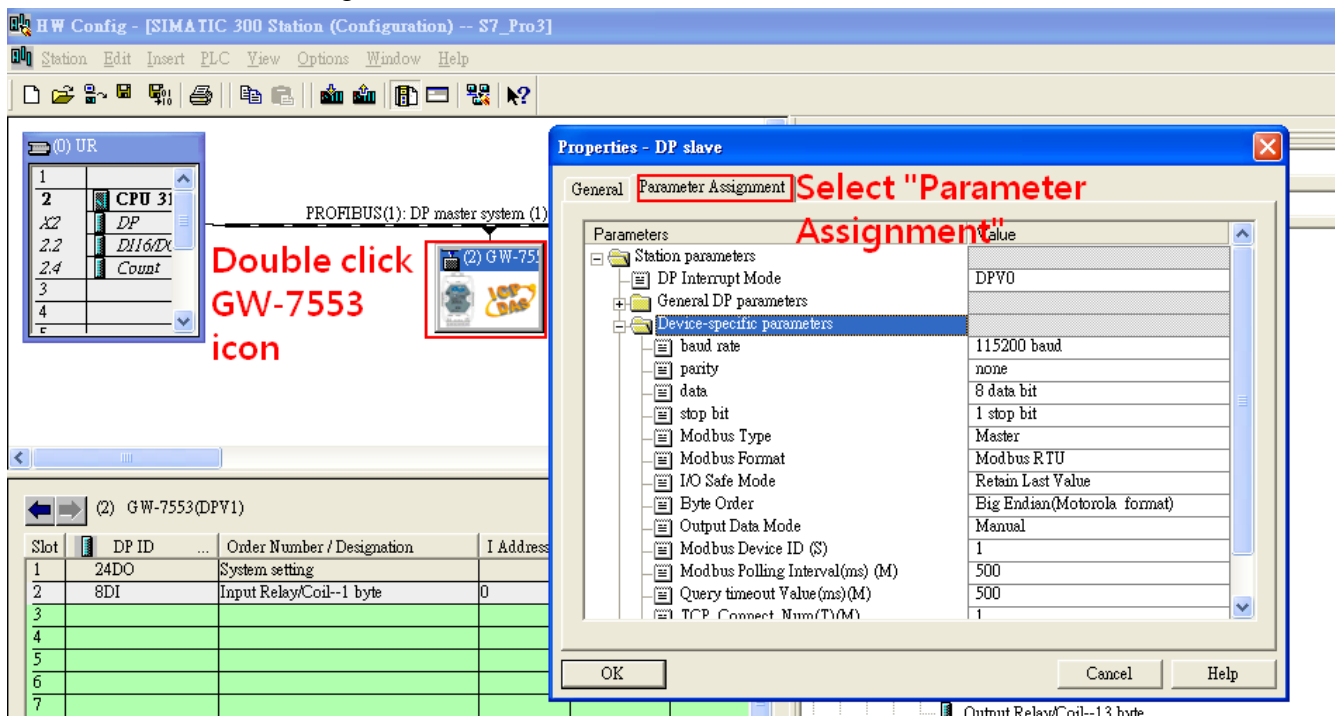 HW Config - [SIMATIC 300 Station (Configuration) -- S7_Pro3]
Station Edit Insert PLC View Options Window Help
(0) UR
1
2 CPU 31
X2 DP
2.2 DI16/DO
2.4 Count
3
4
PROFIBUS(1): DP master system (1)
(2) GW-755
ICP DAS
Double click
GW-7553
icon
Properties - DP slave
General Parameter Assignment
Select "Parameter
Assignment"
Parameters Value
Station parameters
DP Interrupt Mode DPV0
General DP parameters
Device-specific parameters
baud rate 115200 baud
parity none
data 8 data bit
stop bit 1 stop bit
Modbus Type Master
Modbus Format Modbus RTU
I/O Safe Mode Retain Last Value
Byte Order Big Endian(Motorola format)
Output Data Mode Manual
Modbus Device ID (S) 1
Modbus Polling Interval(ms) (M) 500
Query timeout Value(ms)(M) 500
TCP_Connect_Num(T)(M) 1
OK Cancel Help
(2) GW-7553(DPV1)
Slot DP ID ... Order Number / Designation I Address
1 24DO System setting
2 8DI Input Relay/Coil--1 byte 0
3
4
5
6
7
Output Relay/Coil--13 byte